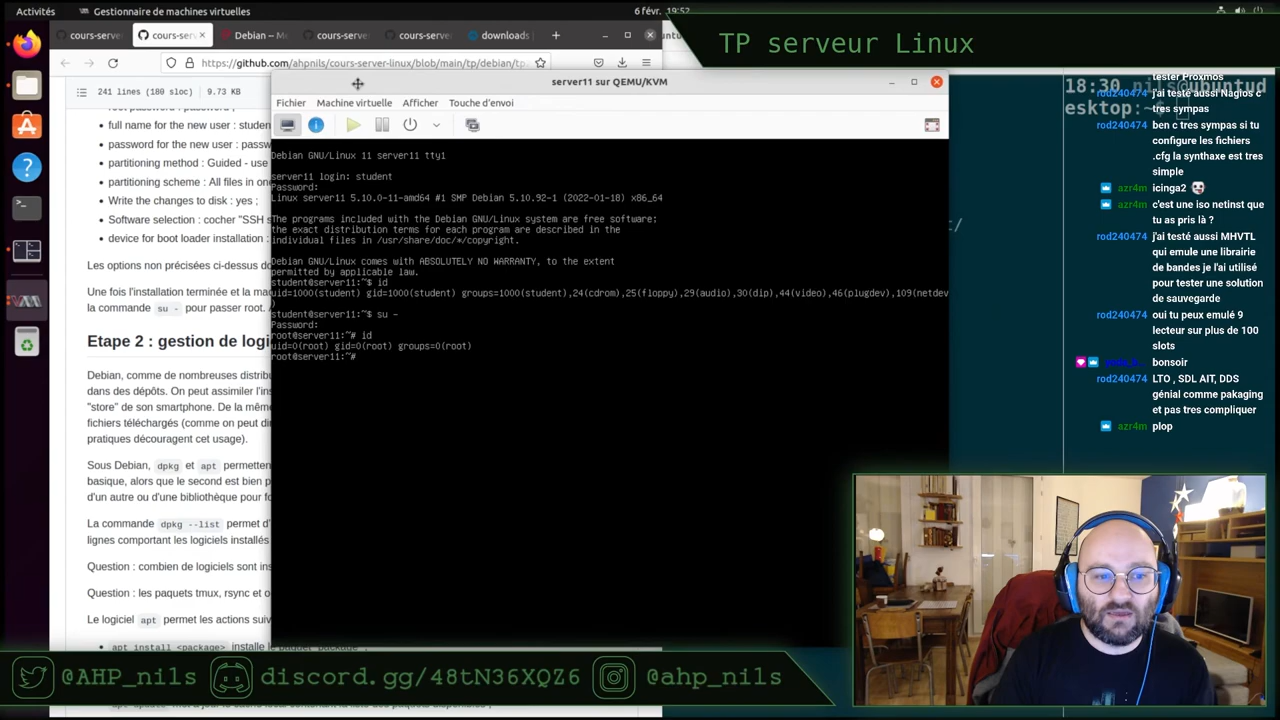 Activités
Gestionnaire de machines virtuelles
6 févr. 19:52
cours-serv
cours-serv
Debian
cours-serv
cours-serv
downloads
https://github.com/ahpnils/cours-server-linux/blob/main/tp/debian/tp
241 lines (180 sloc)
9.73 KB
full name for the new user : studen
password for the new user : passw
partitioning method : Guided - use
partitioning scheme : All files in one
Write the changes to disk : yes ;
Software selection : cocher "SSH s
device for boot loader installation :
Les options non précisées ci-dessus do
Une fois l'installation terminée et la ma
la commande su - pour passer root.
Etape 2 : gestion de logi
Debian, comme de nombreuses distribu
dans des dépôts. On peut assimiler l'ins
"store" de son smartphone. De la même
fichiers téléchargés (comme on peut di
pratiques découragent cet usage).
Sous Debian, dpkg et apt permetten
basique, alors que le second est bien p
d'un autre ou d'une bibliothèque pour fo
La commande dpkg --list permet d'
lignes comportant les logiciels installés
Question : combien de logiciels sont ins
Question : les paquets tmux, rsync et o
Le logiciel apt permet les actions suiv
apt install <package> installe le paquet "package"
server11 sur QEMU/KVM
Fichier
Machine virtuelle
Afficher
Touche d'envoi
Debian GNU/Linux 11 server11 tty1
server11 login: student
Password:
Linux server11 5.10.0-11-amd64 #1 SMP Debian 5.10.92-1 (2022-01-18) x86_64
The programs included with the Debian GNU/Linux system are free software;
the exact distribution terms for each program are described in the
individual files in /usr/share/doc/*/copyright.
Debian GNU/Linux comes with ABSOLUTELY NO WARRANTY, to the extent
permitted by applicable law.
student@server11:~$ id
uid=1000(student) gid=1000(student) groups=1000(student),24(cdrom),25(floppy),29(audio),30(dip),44(video),46(plugdev),109(netdev
)
student@server11:~$ su -
Password:
root@server11:~# id
uid=0(root) gid=0(root) groups=0(root)
root@server11:~#
TP serveur Linux
18:30 nils@ubuntud
esktop:~$
tester Proxmos
j'ai testé aussi Nagios c
tres sympas
rod240474
ben c tres sympas si tu
configure les fichiers
.cfg la synthaxe est tres
simple
azr4m
icinga2
azr4m
c'est une iso netinst que
tu as pris là ?
rod240474
j'ai testé aussi MHVTL
qui emule une librairie
de bandes je l'ai utilisé
pour tester une solution
de sauvegarde
rod240474
oui tu peux emulé 9
lecteur sur plus de 100
slots
bonsoir
rod240474
LTO , SDL AIT, DDS
génial comme pakaging
et pas tres compliquer
azr4m
plop
@AHP_nils
discord.gg/48tN36XQZ6
@ahp_nils